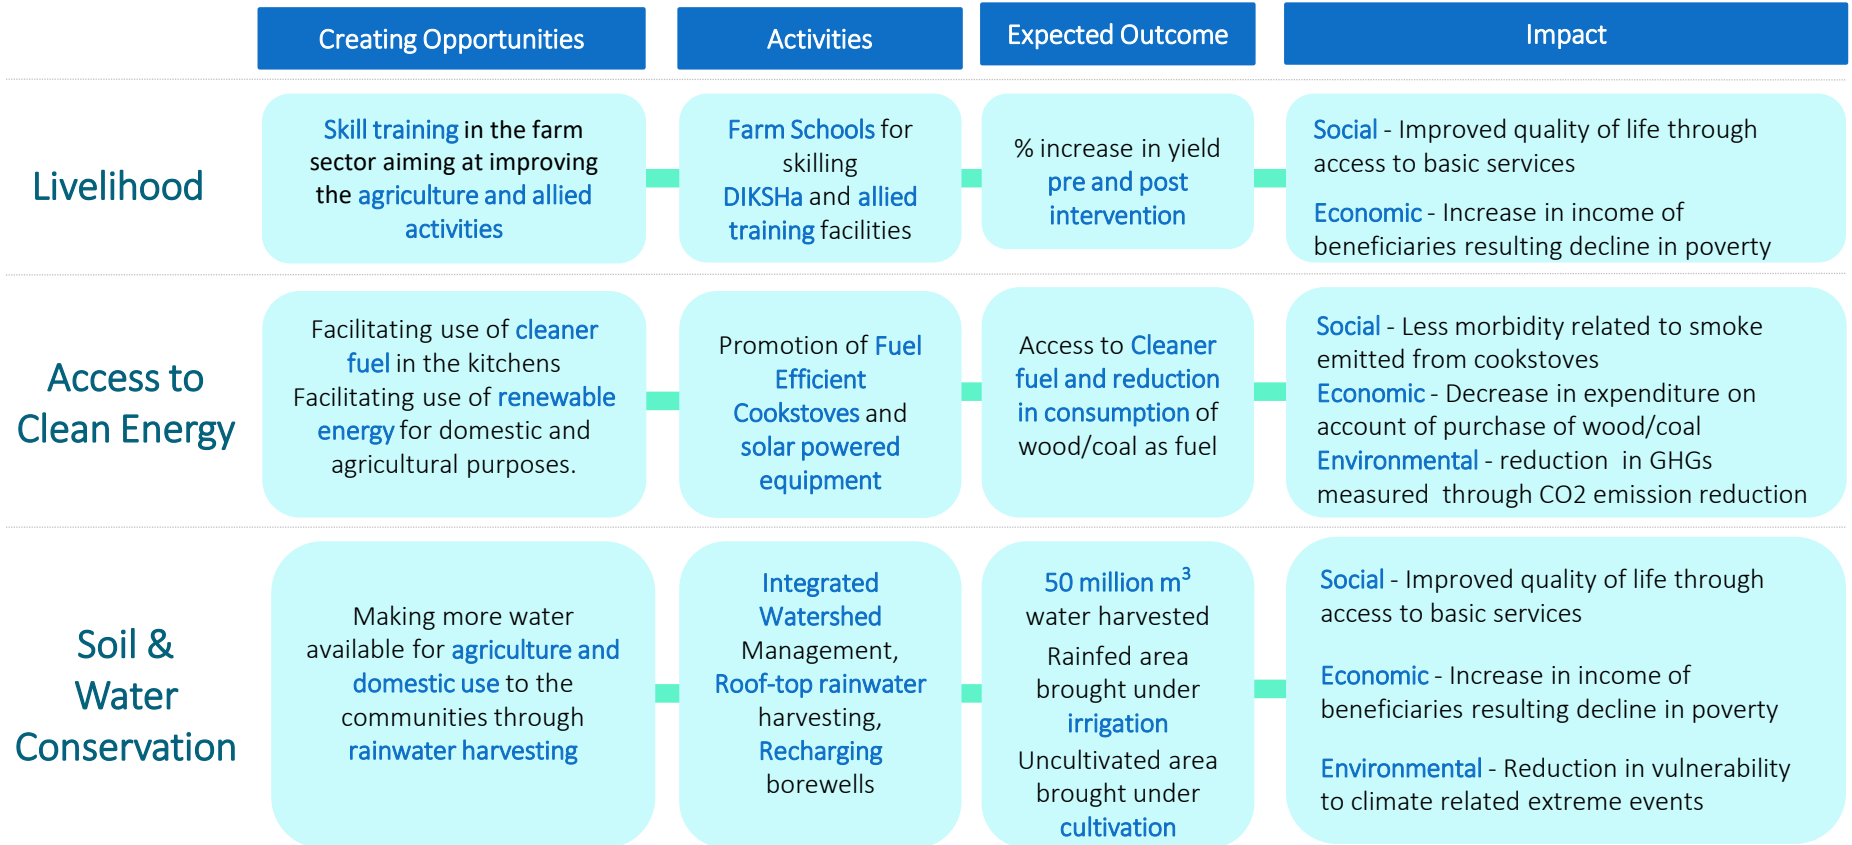 Creating Opportunities
Activities
Expected Outcome
Impact
Livelihood
Skill training in the farm
sector aiming at improving
the agriculture and allied
activities
Farm Schools for
skilling
DIKSHa and allied
training facilities
% increase in yield
pre and post
intervention
Social - Improved quality of life through
access to basic services
Economic - Increase in income of
beneficiaries resulting decline in poverty
Access to
Clean Energy
Facilitating use of cleaner
fuel in the kitchens
Facilitating use of renewable
energy for domestic and
agricultural purposes.
Promotion of Fuel
Efficient
Cookstoves and
solar powered
equipment
Access to Cleaner
fuel and reduction
in consumption of
wood/coal as fuel
Social - Less morbidity related to smoke
emitted from cookstoves
Economic - Decrease in expenditure on
account of purchase of wood/coal
Environmental - reduction in GHGs
measured through CO2 emission reduction
Soil &
Water
Conservation
Making more water
available for agriculture and
domestic use to the
communities through
rainwater harvesting
Integrated
Watershed
Management,
Roof-top rainwater
harvesting,
Recharging
borewells
50 million m³
water harvested
Rainfed area
brought under
irrigation
Uncultivated area
brought under
cultivation
Social - Improved quality of life through
access to basic services
Economic - Increase in income of
beneficiaries resulting decline in poverty
Environmental - Reduction in vulnerability
to climate related extreme events